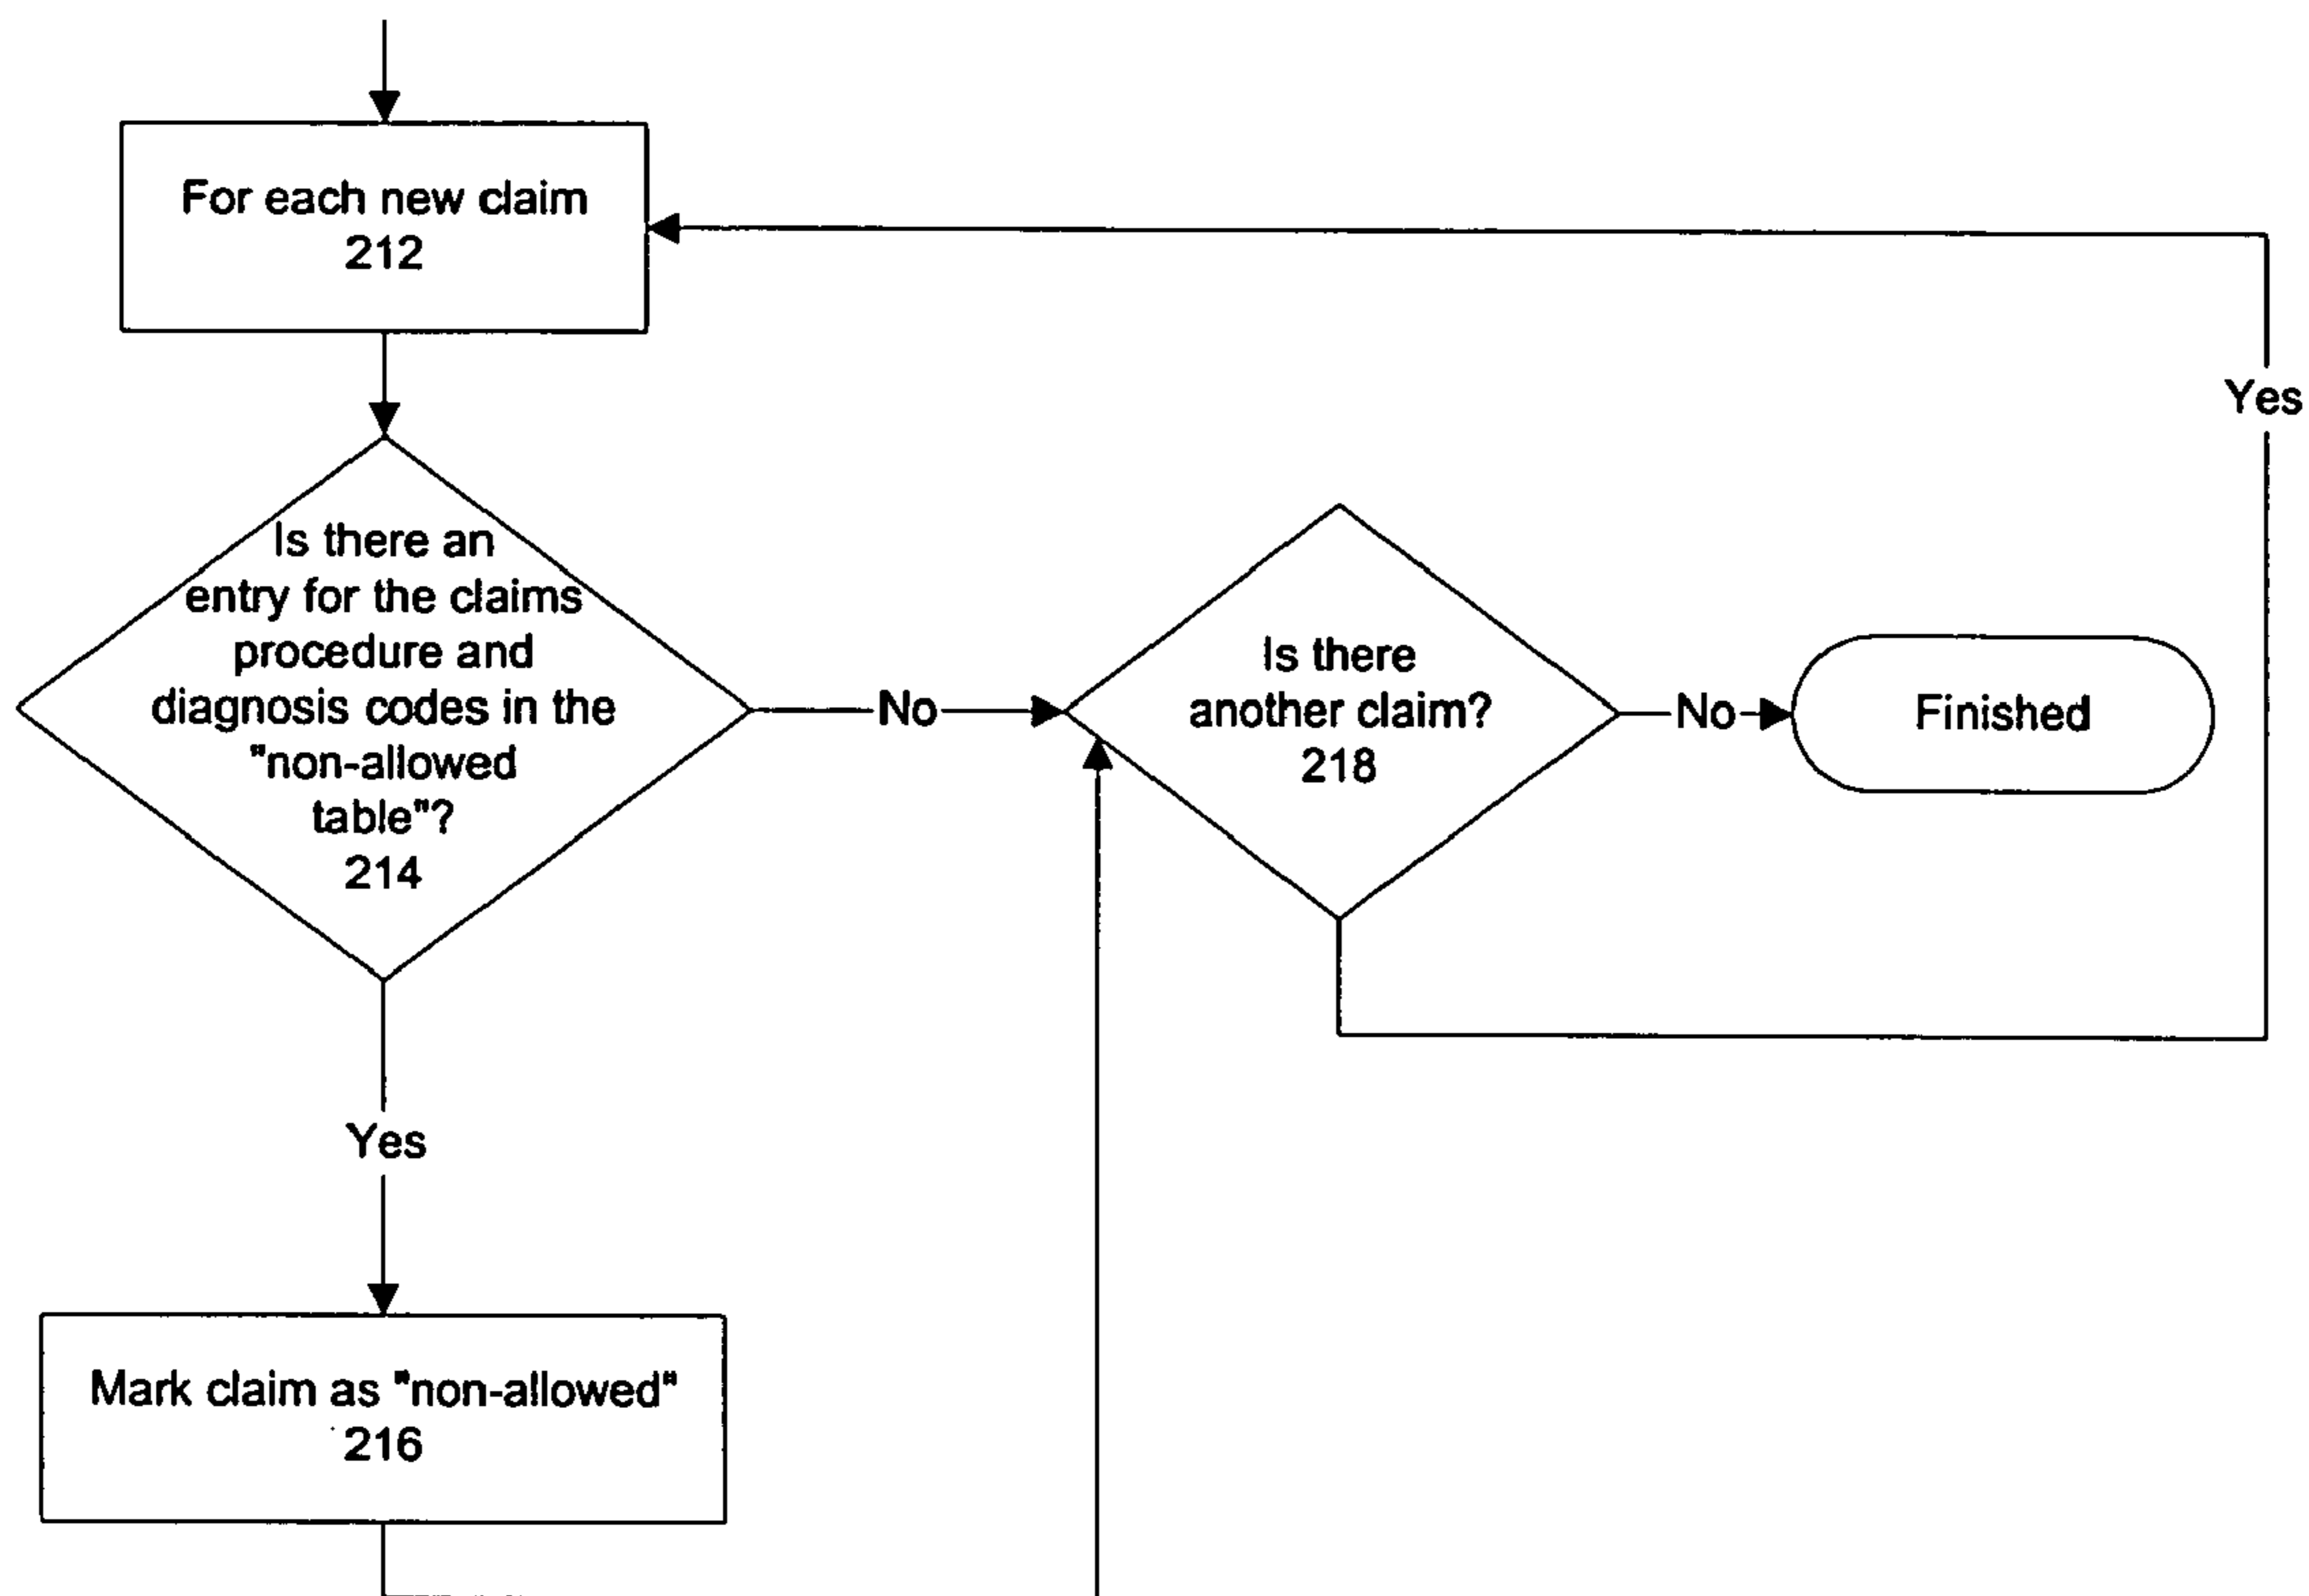 For each new claim
212
Yes
Is there an
entry for the claims
procedure and
diagnosis codes in the
"non-allowed
table"?
214
No
Is there
another claim?
218
No
Finished
Yes
Mark claim as "non-allowed"
216